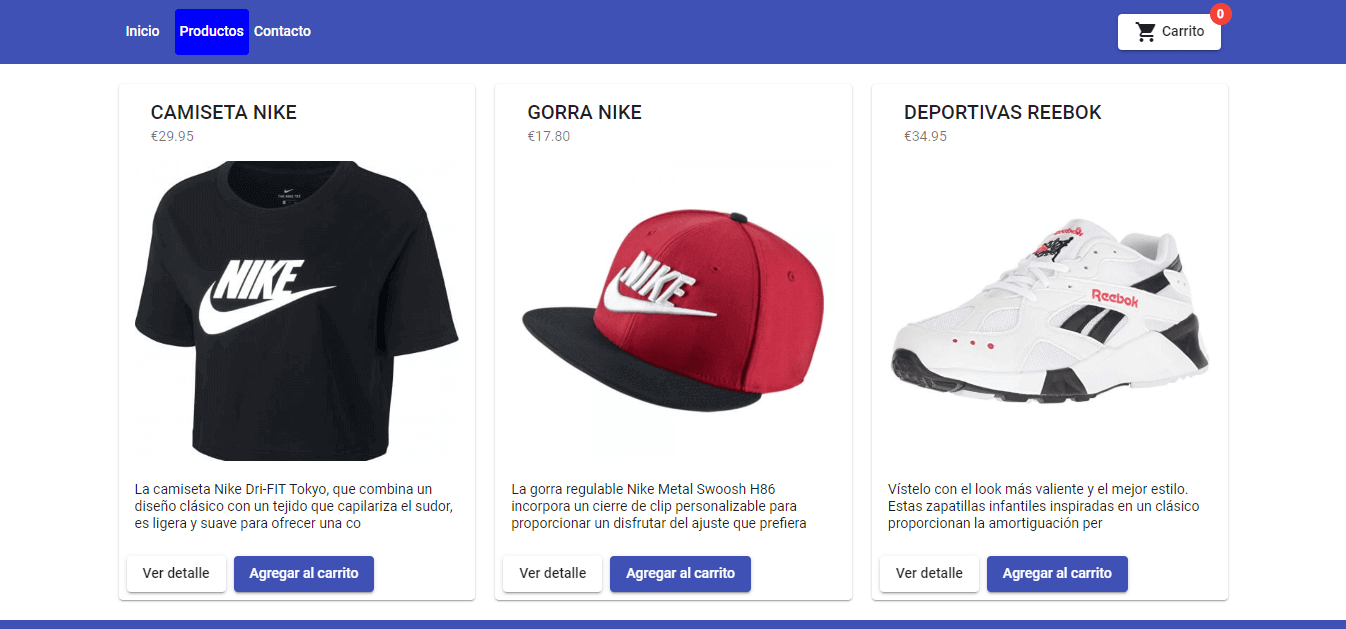 Inicio Productos Contacto
0
Carrito
CAMISETA NIKE
€29.95
NIKE
La camiseta Nike Dri-FIT Tokyo, que combina un
diseño clásico con un tejido que capilariza el sudor,
es ligera y suave para ofrecer una co
Ver detalle
Agregar al carrito
GORRA NIKE
€17.80
NIKE
La gorra regulable Nike Metal Swoosh H86
incorpora un cierre de clip personalizable para
proporcionar un disfrutar del ajuste que prefiera
Ver detalle
Agregar al carrito
DEPORTIVAS REEBOK
€34.95
Reebok
Reebok
Vístelo con el look más valiente y el mejor estilo.
Estas zapatillas infantiles inspiradas en un clásico
proporcionan la amortiguación per
Ver detalle
Agregar al carrito